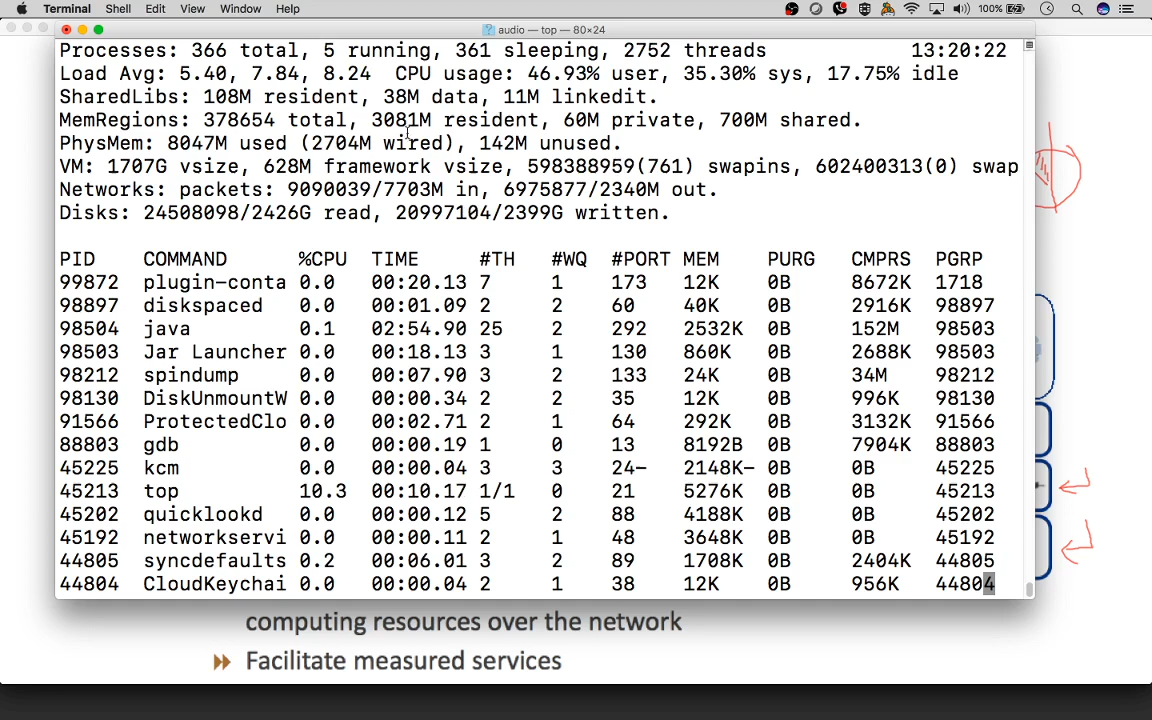 Terminal Shell Edit View Window Help 100%
audio — top — 80×24
Processes: 366 total, 5 running, 361 sleeping, 2752 threads 13:20:22
Load Avg: 5.40, 7.84, 8.24 CPU usage: 46.93% user, 35.30% sys, 17.75% idle
SharedLibs: 108M resident, 38M data, 11M linkedit.
MemRegions: 378654 total, 3081M resident, 60M private, 700M shared.
PhysMem: 8047M used (2704M wired), 142M unused.
VM: 1707G vsize, 628M framework vsize, 598388959(761) swapins, 602400313(0) swap
Networks: packets: 9090039/7703M in, 6975877/2340M out.
Disks: 24508098/2426G read, 20997104/2399G written.
PID COMMAND %CPU TIME #TH #WQ #PORT MEM PURG CMPRS PGRP
99872 plugin-conta 0.0 00:20.13 7 1 173 12K 0B 8672K 1718
98897 diskspaced 0.0 00:01.09 2 2 60 40K 0B 2916K 98897
98504 java 0.1 02:54.90 25 2 292 2532K 0B 152M 98503
98503 Jar Launcher 0.0 00:18.13 3 1 130 860K 0B 2688K 98503
98212 spindump 0.0 00:07.90 3 2 133 24K 0B 34M 98212
98130 DiskUnmountW 0.0 00:00.34 2 2 35 12K 0B 996K 98130
91566 ProtectedClo 0.0 00:02.71 2 1 64 292K 0B 3132K 91566
88803 gdb 0.0 00:00.19 1 0 13 8192B 0B 7904K 88803
45225 kcm 0.0 00:00.04 3 3 24- 2148K- 0B 0B 45225
45213 top 10.3 00:10.17 1/1 0 21 5276K 0B 0B 45213
45202 quicklookd 0.0 00:00.12 5 2 88 4188K 0B 0B 45202
45192 networkservi 0.0 00:00.11 2 1 48 3648K 0B 0B 45192
44805 syncdefaults 0.2 00:06.01 3 2 89 1708K 0B 2404K 44805
44804 CloudKeychai 0.0 00:00.04 2 1 38 12K 0B 956K 44804
computing resources over the network
Facilitate measured services